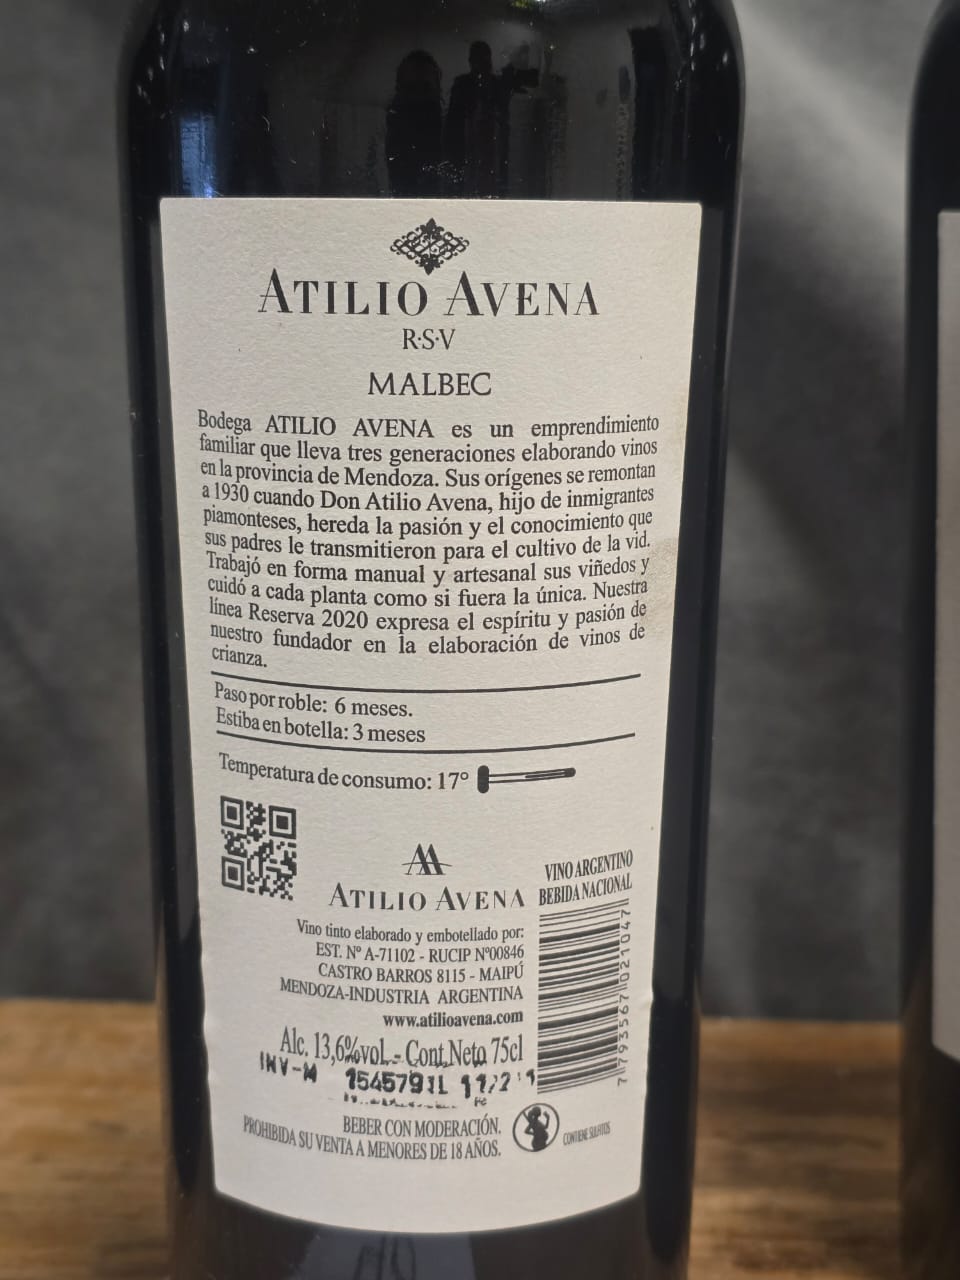 ATILIO AVENA
R·S·V
MALBEC
Bodega ATILIO AVENA es un emprendimiento
familiar que lleva tres generaciones elaborando vinos
en la provincia de Mendoza. Sus orígenes se remontan
a 1930 cuando Don Atilio Avena, hijo de inmigrantes
piamonteses, hereda la pasión y el conocimiento que
sus padres le transmitieron para el cultivo de la vid.
Trabajó en forma manual y artesanal sus viñedos y
cuidó a cada planta como si fuera la única. Nuestra
línea Reserva 2020 expresa el espíritu y pasión de
nuestro fundador en la elaboración de vinos de
crianza.
Paso por roble: 6 meses.
Estiba en botella: 3 meses
Temperatura de consumo: 17°
AA
ATILIO AVENA
VINO ARGENTINO
BEBIDA NACIONAL
Vino tinto elaborado y embotellado por:
EST. Nº A-71102 - RUCIP Nº00846
CASTRO BARROS 8115 - MAIPÚ
MENDOZA-INDUSTRIA ARGENTINA
www.atilioavena.com
7793567021047
Alc. 13,6%vol.- Cont.Neto 75cl
INV-M
BEBER CON MODERACIÓN.
PROHIBIDA SU VENTA A MENORES DE 18 AÑOS.
CONTIENE SULFITOS